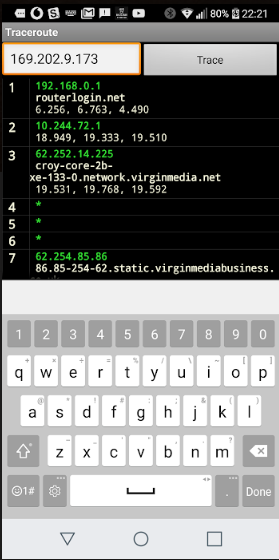 80% 22:21
Traceroute
169.202.9.173 Trace
1 192.168.0.1
routerlogin.net
6.256, 6.763, 4.490
2 10.244.72.1
18.949, 19.333, 19.510
3 62.252.14.225
croy-core-2b-
xe-133-0.network.virginmedia.net
19.531, 19.768, 19.592
4 *
5 *
6 *
7 62.254.85.86
86.85-254-62.static.virginmediabusiness.
1 2 3 4 5 6 7 8 9 0
q w e r t y u i o p
a s d f g h j k l
z x c v b n m
1# . Done